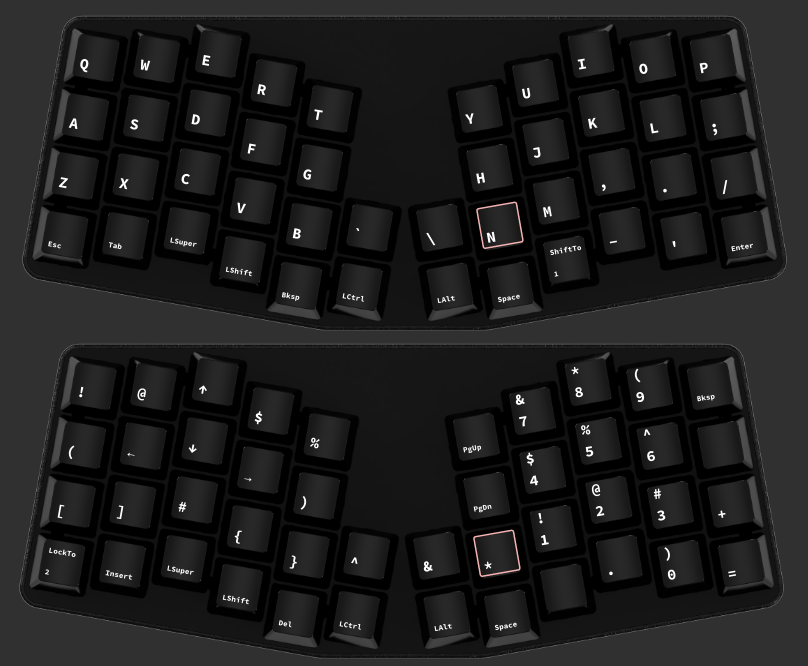 Q W E R T Y U I O P
A S D F G H J K L ;
Z X C V B ` \ N M , . /
Esc Tab LSuper LShift Bksp LCtrl LAlt Space ShiftTo 1 - ' Enter
! @ ↑ $ % PgUp & 7 * 8 ( 9 Bksp
( ← ↓ → ) PgDn $ 4 % 5 ^ 6
[ ] # { } ^ & * ! 1 @ 2 # 3 +
LockTo 2 Insert LSuper LShift Del LCtrl LAlt Space . ) 0 =